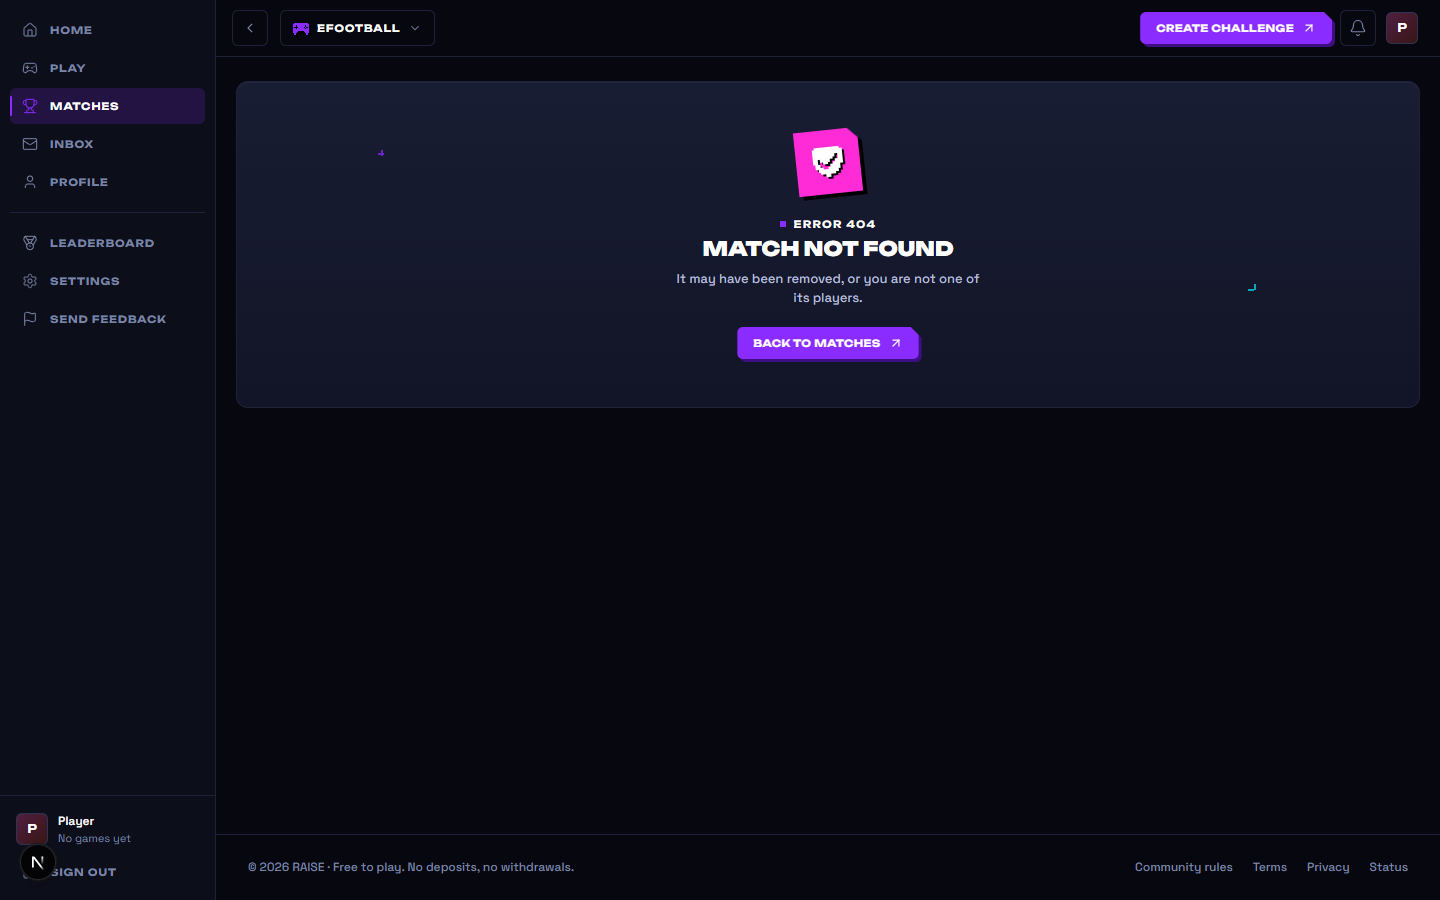 HOME
PLAY
MATCHES
INBOX
PROFILE
LEADERBOARD
SETTINGS
SEND FEEDBACK
P
Player
No games yet
N
SIGN OUT
EFOOTBALL
CREATE CHALLENGE
P
ERROR 404
MATCH NOT FOUND
It may have been removed, or you are not one of
its players.
BACK TO MATCHES
© 2026 RAISE · Free to play. No deposits, no withdrawals.
Community rules
Terms
Privacy
Status